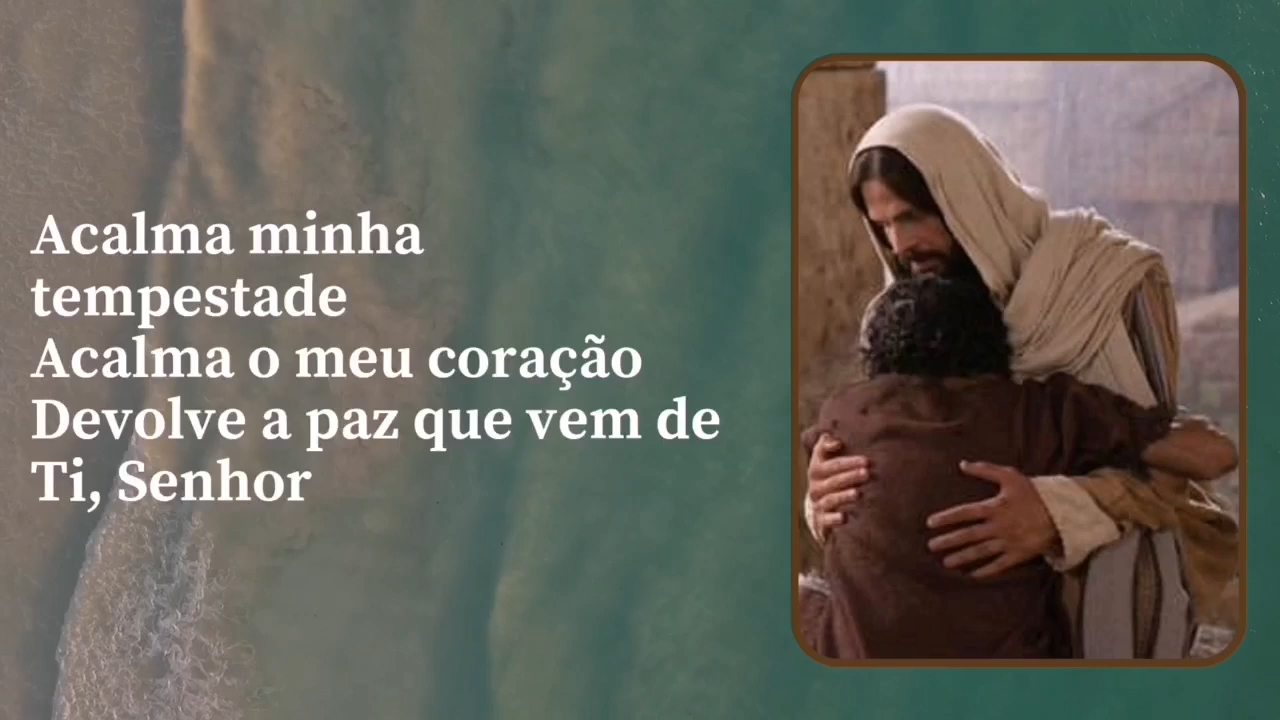 Acalma minha
tempestade
Acalma o meu coração
Devolve a paz que vem de
Ti, Senhor